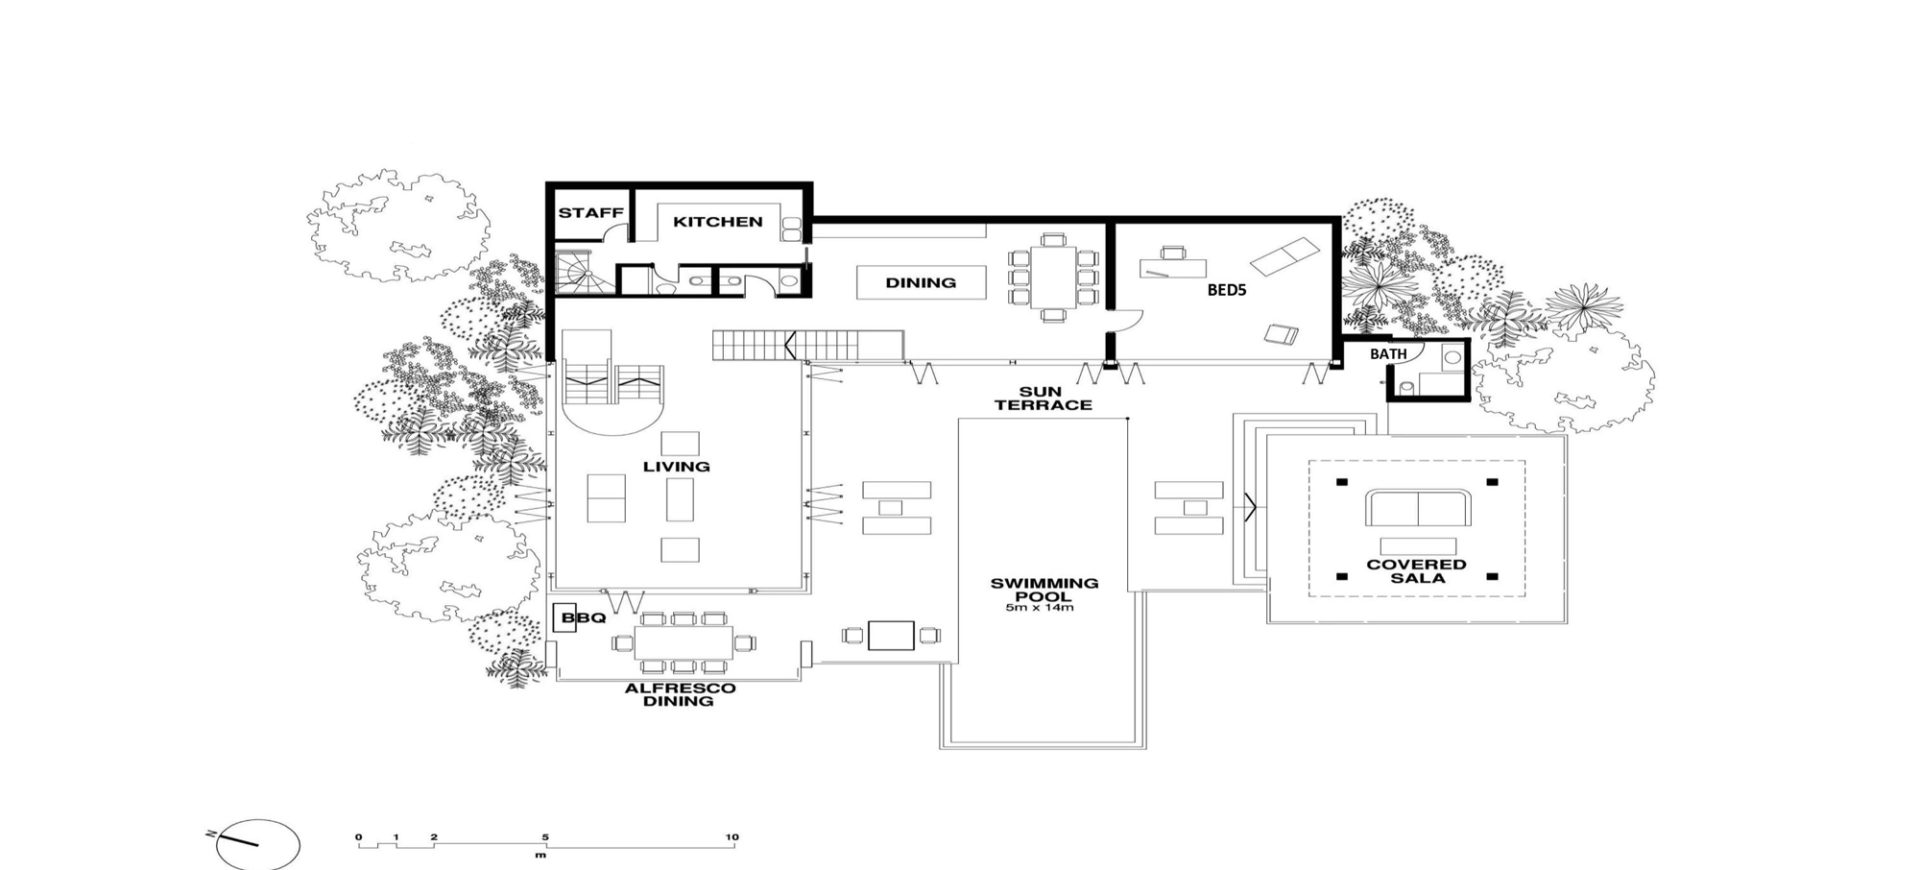 STAFF
KITCHEN
DINING
BED5
BATH
SUN
TERRACE
LIVING
SWIMMING
POOL
5m x 14m
COVERED
SALA
BBQ
ALFRESCO
DINING
N
0 1 2 5 10
m